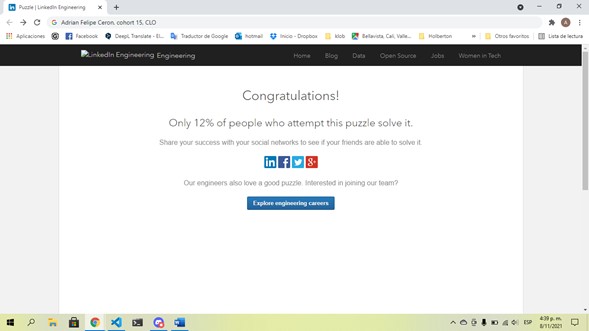 Puzzle | LinkedIn Engineering
Adrian Felipe Ceron. cohort 15, CLO
Aplicaciones Facebook DeepL Translate - El... Traductor de Google hotmail Inicio - Dropbox klob Bellavista, Cali, Valle... Holberton » Otros favoritos Lista de lectura
LinkedIn Engineering Engineering Home Blog Data Open Source Jobs Women in Tech
Congratulations!
Only 12% of people who attempt this puzzle solve it.
Share your success with your social networks to see if your friends are able to solve it.
Our engineers also love a good puzzle. Interested in joining our team?
Explore engineering careers
ESP
4:39 p. m.
8/11/2021